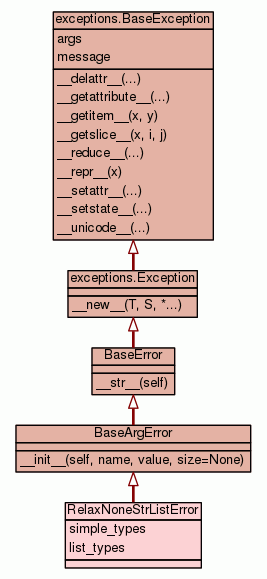 exceptions.BaseException
args
message
__delattr__(...)
__getattribute__(...)
__getitem__(x, y)
__getslice__(x, i, j)
__reduce__(...)
__repr__(x)
__setattr__(...)
__setstate__(...)
__unicode__(...)
exceptions.Exception
__new__(T, S, *...)
BaseError
__str__(self)
BaseArgError
__init__(self, name, value, size=None)
RelaxNoneStrListError
simple_types
list_types